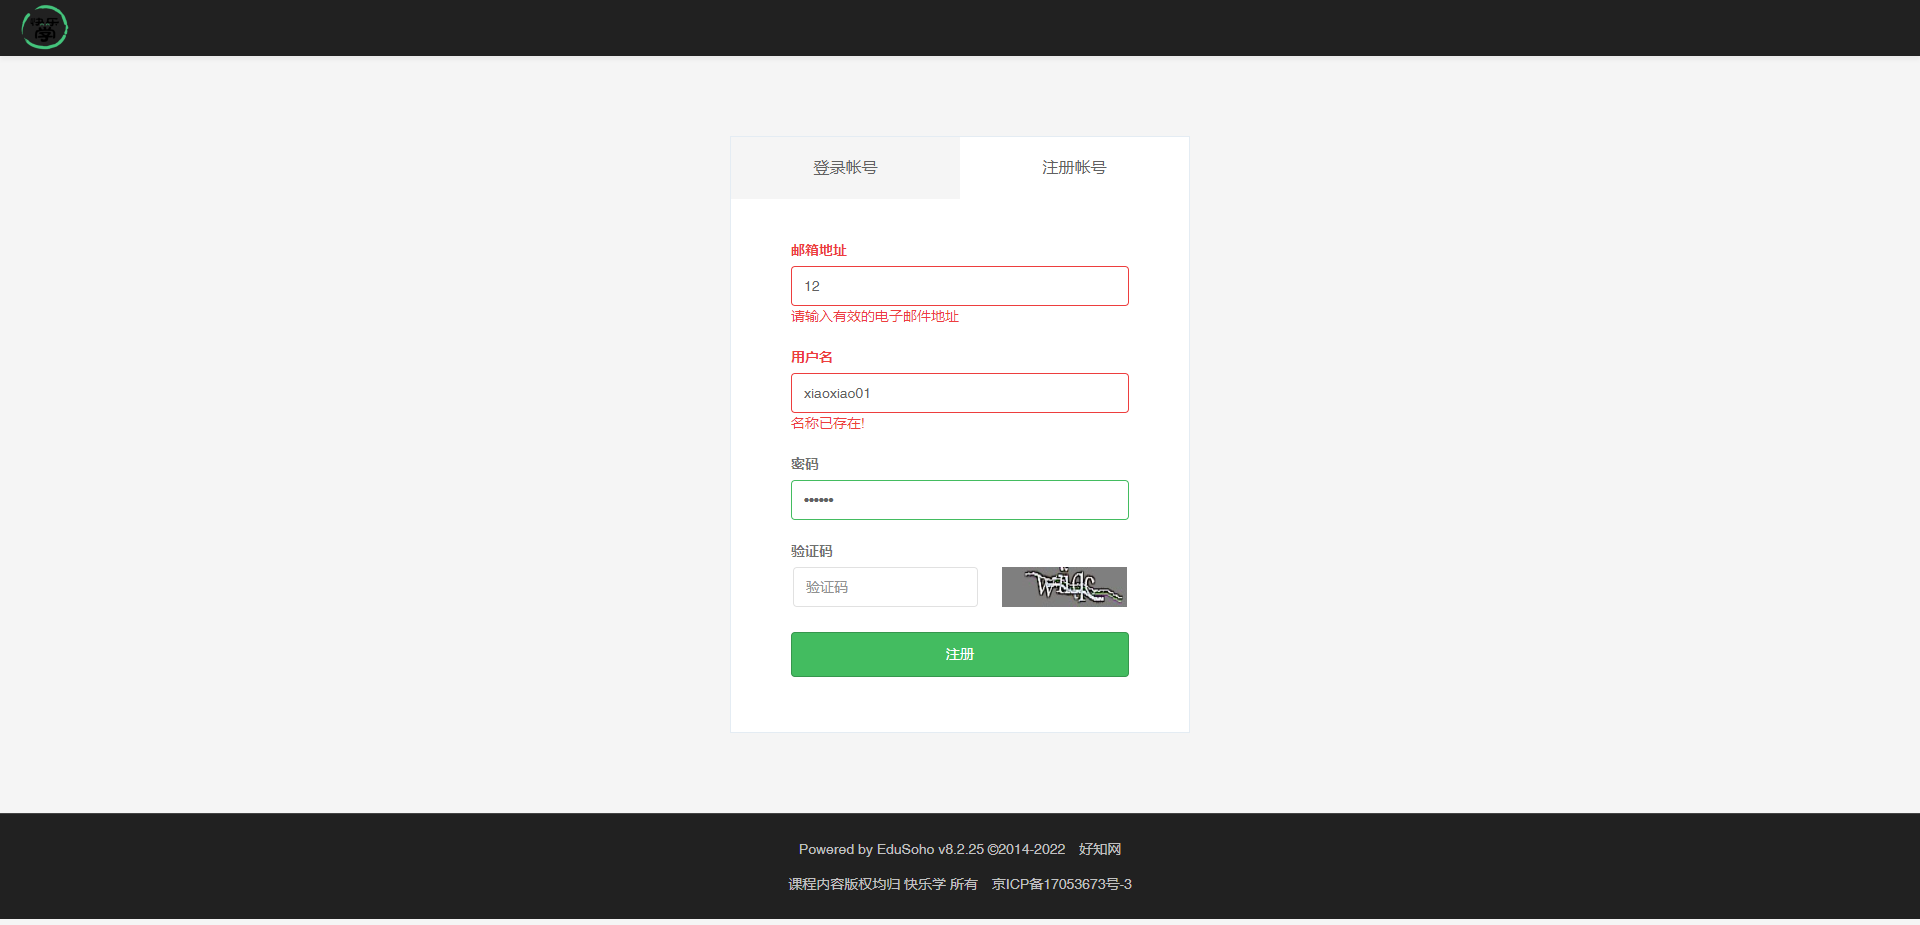 快乐
學
登录帐号
注册帐号
邮箱地址
12
请输入有效的电子邮件地址
用户名
xiaoxiao01
名称已存在!
密码
••••••
验证码
验证码
注册
Powered by EduSoho v8.2.25 ©2014-2022 好知网
课程内容版权均归 快乐学 所有 京ICP备17053673号-3